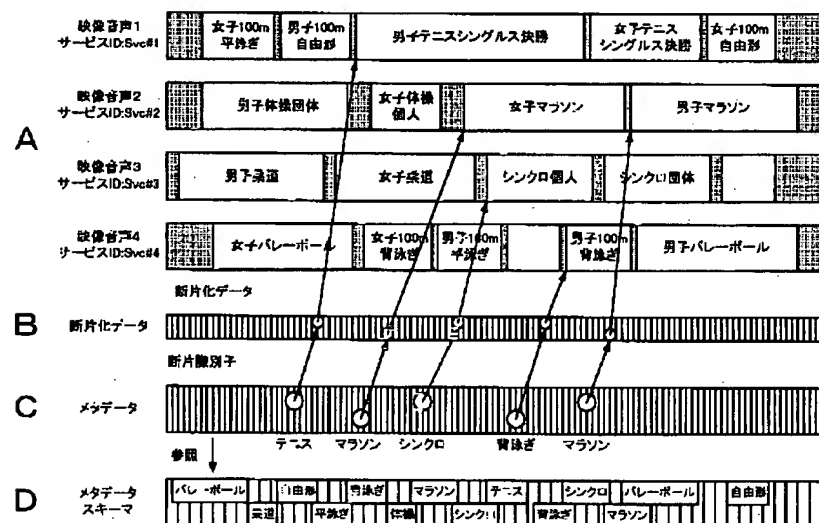 映像音声1
サービスID:Svc#1
女子100m
平泳ぎ
男子100m
自由形
男子テニスシングルス決勝
女子テニス
シングルス決勝
女子100m
自由形
A
映像音声2
サービスID:Svc#2
男子体操団体
女子体操
個人
女子マラソン
男子マラソン
映像音声3
サービスID:Svc#3
男子柔道
女子柔道
シンクロ個人
シンクロ団体
映像音声4
サービスID:Svc#4
女子バレーボール
女子100m
背泳ぎ
男子100m
平泳ぎ
男子100m
背泳ぎ
男子バレーボール
断片化データ
B
断片化データ
断片識別子
C
メタデータ
テニス
マラソン
シンクロ
背泳ぎ
マラソン
参照
D
メタデータ
スキーマ
バレーボール
自由形
背泳ぎ
マラソン
テニス
シンクロ
バレーボール
自由形
柔道
平泳ぎ
体操
シンクロ
背泳ぎ
マラソン